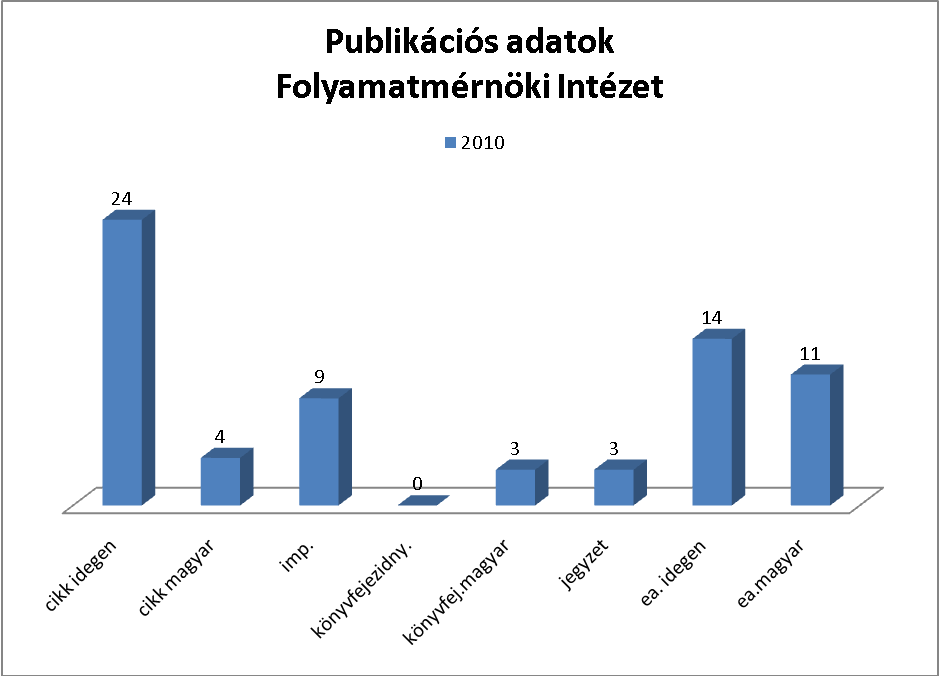 Publikációs adatok
Folyamatmérnöki Intézet
2010
24
4
9
0
3
3
14
11
cikk idegen
cikk magyar
imp.
könyvfejezidny.
könyvfej.magyar
jegyzet
ea. idegen
ea.magyar